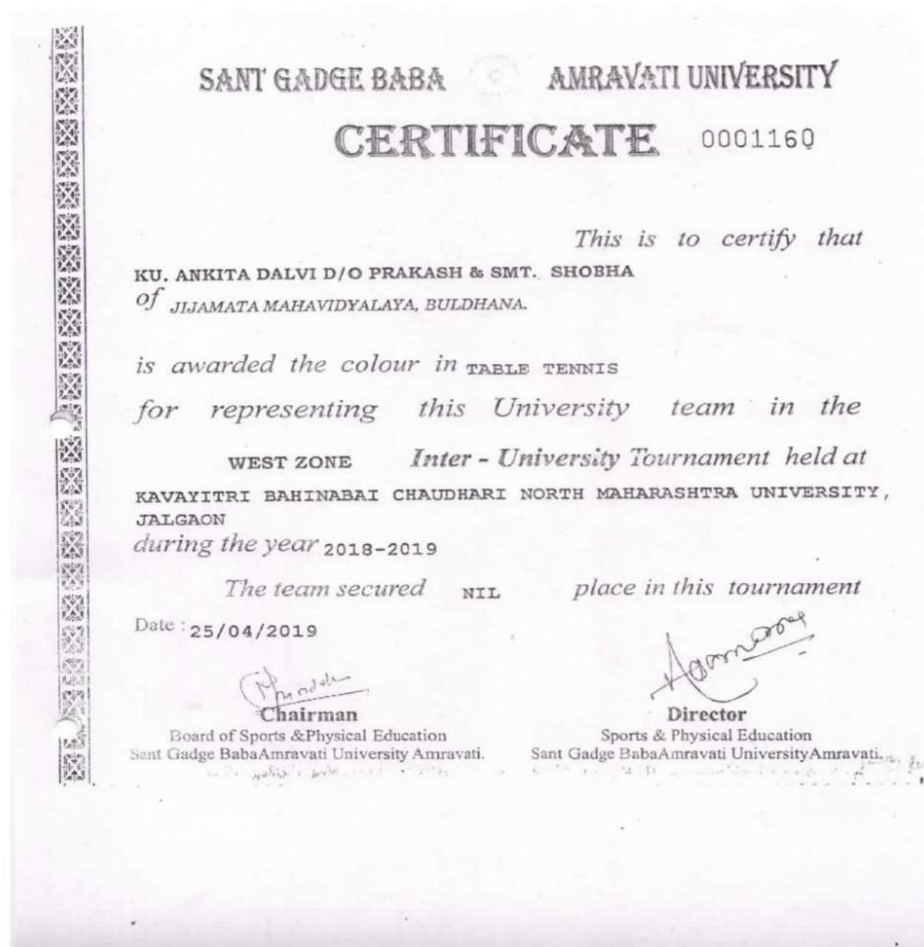 SANT GADGE BABA AMRAVATI UNIVERSITY
CERTIFICATE 0001160
This is to certify that
KU. ANKITA DALVI D/O PRAKASH & SMT. SHOBHA
of JIJAMATA MAHAVIDYALAYA, BULDHANA.
is awarded the colour in TABLE TENNIS
for representing this University team in the
WEST ZONE Inter - University Tournament held at
KAVAYITRI BAHINABAI CHAUDHARI NORTH MAHARASHTRA UNIVERSITY,
JALGAON
during the year 2018-2019
The team secured NIL place in this tournament
Date : 25/04/2019
Chairman Director
Board of Sports &Physical Education Sports & Physical Education
Sant Gadge BabaAmravati University Amravati. Sant Gadge BabaAmravati UniversityAmravati.